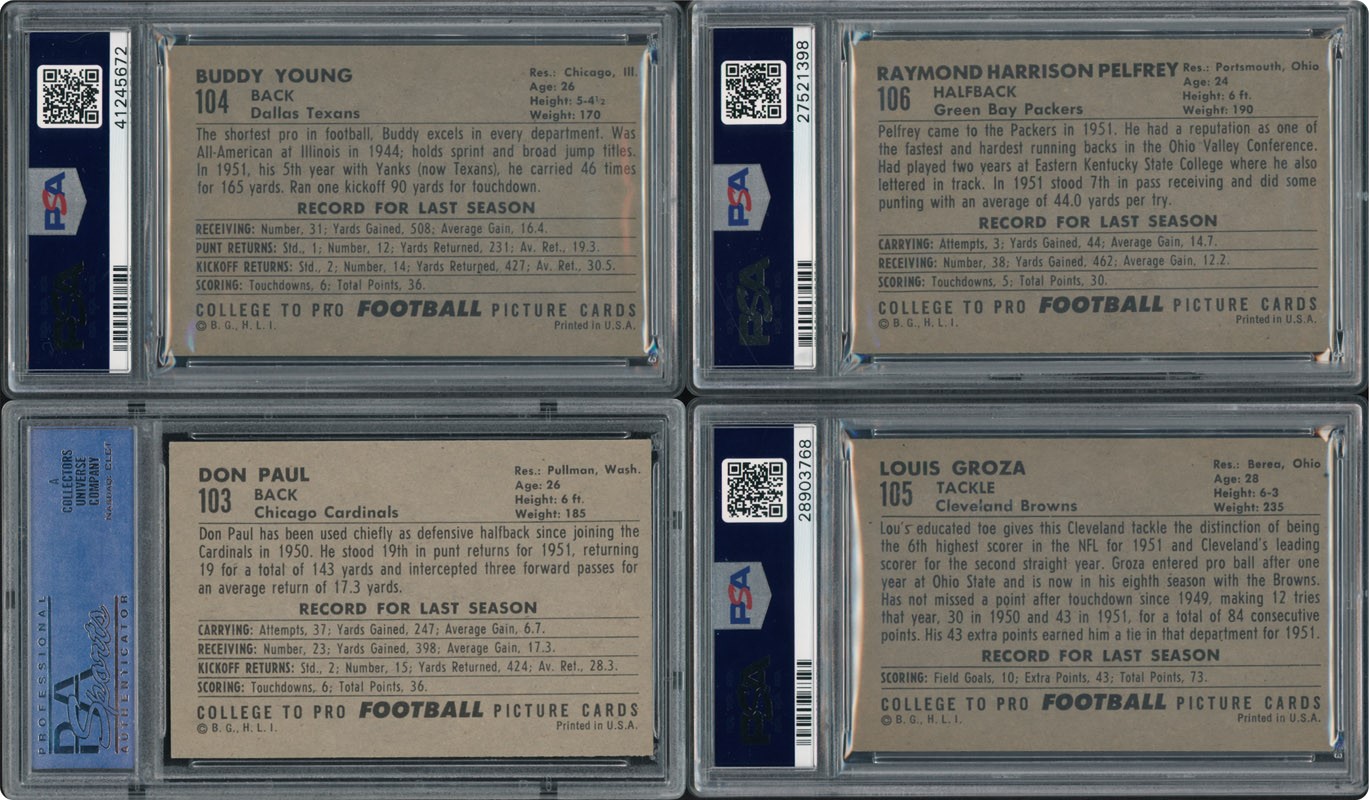 41245672
PSA
PSA
BUDDY YOUNG
104
BACK
Dallas Texans
Res.: Chicago, Ill.
Age: 26
Height: 5-4½
Weight: 170
The shortest pro in football, Buddy excels in every department. Was
All-American at Illinois in 1944; holds sprint and broad jump titles.
In 1951, his 5th year with Yanks (now Texans), he carried 46 times
for 165 yards. Ran one kickoff 90 yards for touchdown.
RECORD FOR LAST SEASON
RECEIVING: Number, 31; Yards Gained, 508; Average Gain, 16.4.
PUNT RETURNS: Std., 1; Number, 12; Yards Returned, 231; Av. Ret., 19.3.
KICKOFF RETURNS: Std., 2; Number, 14; Yards Returned, 427; Av. Ret., 30.5.
SCORING: Touchdowns, 6; Total Points, 36.
COLLEGE TO PRO FOOTBALL PICTURE CARDS
© B. G., H. L. I.
Printed in U.S.A.
27521398
PSA
PSA
RAYMOND HARRISON PELFREY
106
HALFBACK
Green Bay Packers
Res.: Portsmouth, Ohio
Age: 24
Height: 6 ft.
Weight: 190
Pelfrey came to the Packers in 1951. He had a reputation as one of
the fastest and hardest running backs in the Ohio Valley Conference.
Had played two years at Eastern Kentucky State College where he also
lettered in track. In 1951 stood 7th in pass receiving and did some
punting with an average of 44.0 yards per try.
RECORD FOR LAST SEASON
CARRYING: Attempts, 3; Yards Gained, 44; Average Gain, 14.7.
RECEIVING: Number, 38; Yards Gained, 462; Average Gain, 12.2.
SCORING: Touchdowns, 5; Total Points, 30.
COLLEGE TO PRO FOOTBALL PICTURE CARDS
© B. G., H. L. I.
Printed in U.S.A.
A
COLLECTORS
UNIVERSE
COMPANY
NASDAQ: CLCT
PROFESSIONAL
PSA
Sports
AUTHENTICATOR
DON PAUL
103
BACK
Chicago Cardinals
Res.: Pullman, Wash.
Age: 26
Height: 6 ft.
Weight: 185
Don Paul has been used chiefly as defensive halfback since joining the
Cardinals in 1950. He stood 19th in punt returns for 1951, returning
19 for a total of 143 yards and intercepted three forward passes for
an average return of 17.3 yards.
RECORD FOR LAST SEASON
CARRYING: Attempts, 37; Yards Gained, 247; Average Gain, 6.7.
RECEIVING: Number, 23; Yards Gained, 398; Average Gain, 17.3.
KICKOFF RETURNS: Std., 2; Number, 15; Yards Returned, 424; Av. Ret., 28.3.
SCORING: Touchdowns, 6; Total Points, 36.
COLLEGE TO PRO FOOTBALL PICTURE CARDS
© B. G., H. L. I.
Printed in U.S.A.
28903768
PSA
PSA
LOUIS GROZA
105
TACKLE
Cleveland Browns
Res.: Berea, Ohio
Age: 28
Height: 6-3
Weight: 235
Lou's educated toe gives this Cleveland tackle the distinction of being
the 6th highest scorer in the NFL for 1951 and Cleveland's leading
scorer for the second straight year. Groza entered pro ball after one
year at Ohio State and is now in his eighth season with the Browns.
Has not missed a point after touchdown since 1949, making 12 tries
that year, 30 in 1950 and 43 in 1951, for a total of 84 consecutive
points. His 43 extra points earned him a tie in that department for 1951.
RECORD FOR LAST SEASON
SCORING: Field Goals, 10; Extra Points, 43; Total Points, 73.
COLLEGE TO PRO FOOTBALL PICTURE CARDS
© B. G., H. L. I.
Printed in U.S.A.